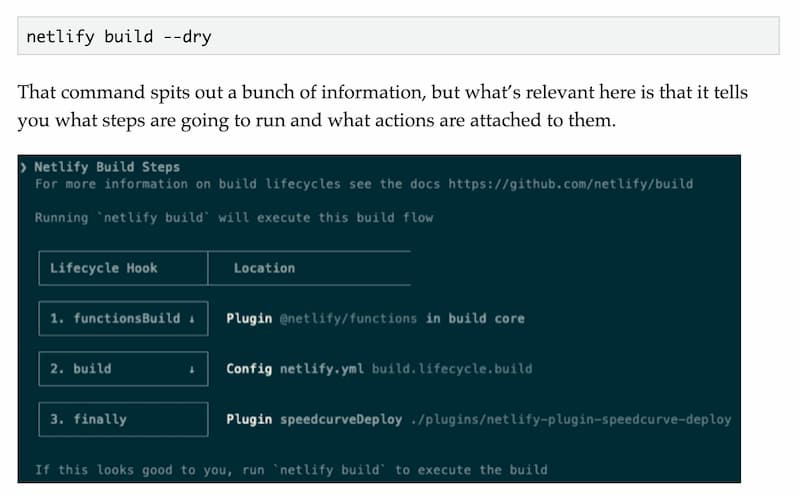 netlify build --dry
That command spits out a bunch of information, but what’s relevant here is that it tells
you what steps are going to run and what actions are attached to them.
❯ Netlify Build Steps
For more information on build lifecycles see the docs https://github.com/netlify/build
Running `netlify build` will execute this build flow
Lifecycle Hook Location
1. functionsBuild ↓ Plugin @netlify/functions in build core
2. build ↓ Config netlify.yml build.lifecycle.build
3. finally Plugin speedcurveDeploy ./plugins/netlify-plugin-speedcurve-deploy
If this looks good to you, run `netlify build` to execute the build